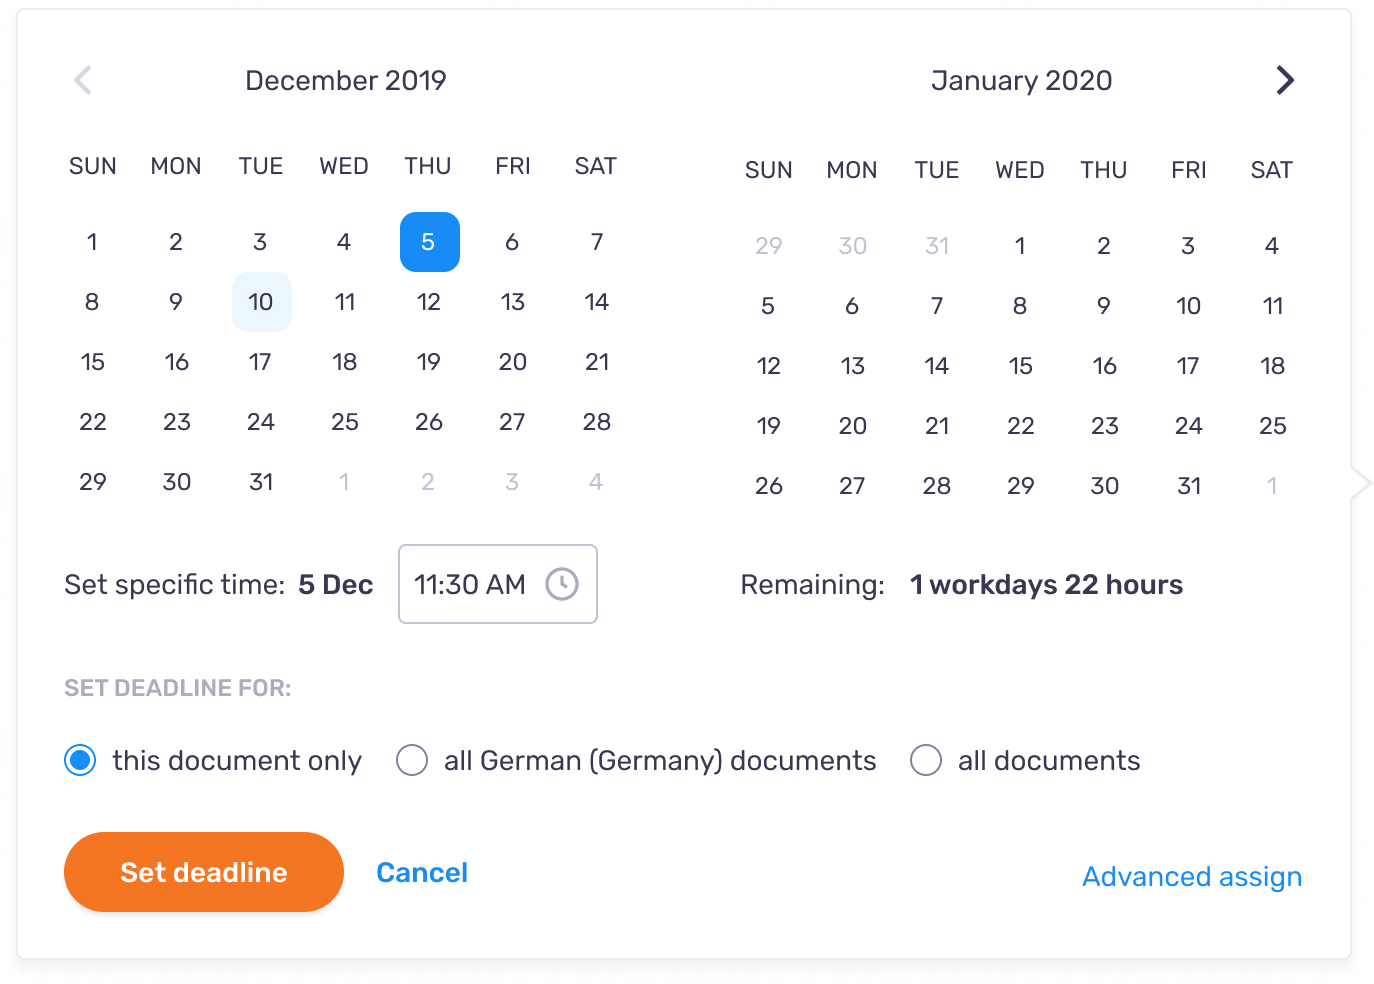 December 2019
SUN MON TUE WED THU FRI SAT
1 2 3 4 5 6 7
8 9 10 11 12 13 14
15 16 17 18 19 20 21
22 23 24 25 26 27 28
29 30 31 1 2 3 4
January 2020
SUN MON TUE WED THU FRI SAT
29 30 31 1 2 3 4
5 6 7 8 9 10 11
12 13 14 15 16 17 18
19 20 21 22 23 24 25
26 27 28 29 30 31 1
Set specific time: 5 Dec 11:30 AM
Remaining: 1 workdays 22 hours
SET DEADLINE FOR:
this document only all German (Germany) documents all documents
Set deadline Cancel Advanced assign